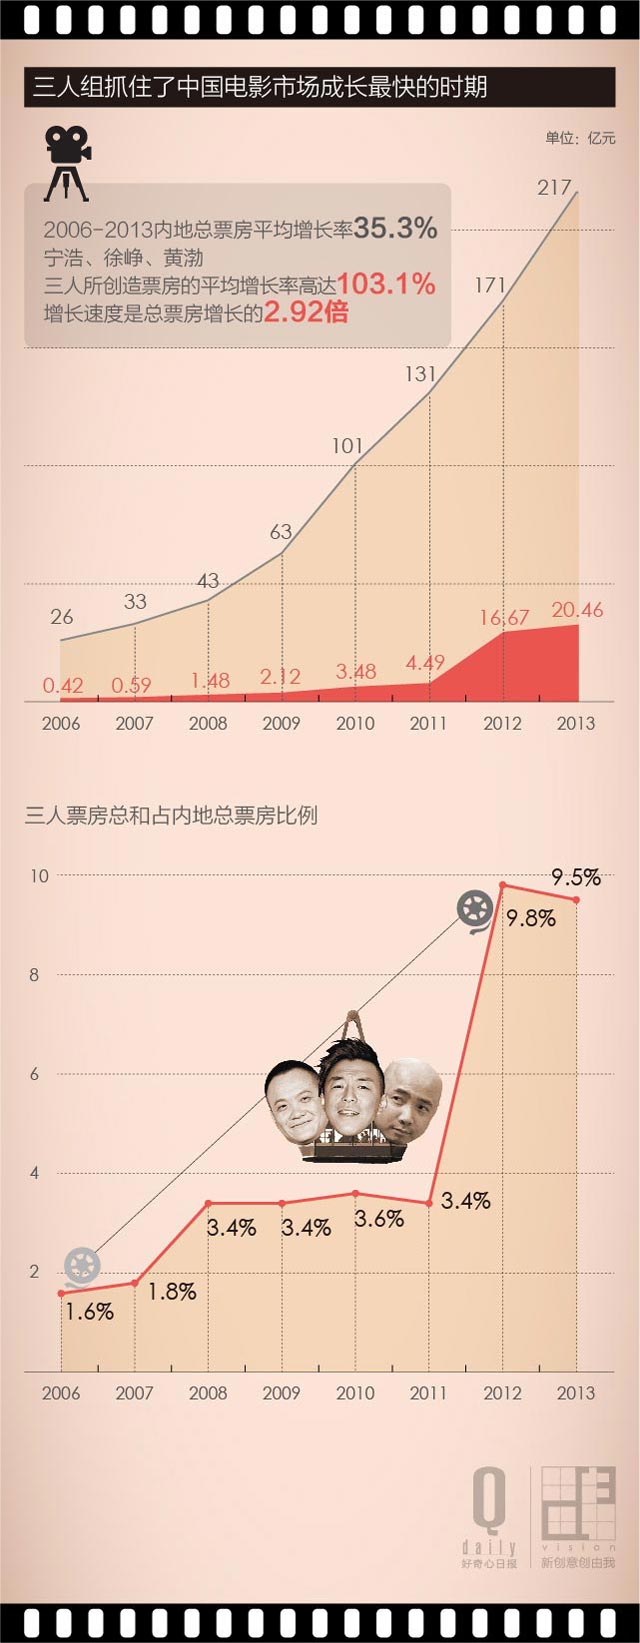 三人组抓住了中国电影市场成长最快的时期
单位：亿元
2006-2013内地总票房平均增长率35.3%
宁浩、徐峥、黄渤
三人所创造票房的平均增长率高达103.1%
增长速度是总票房增长的2.92倍
217
171
131
101
63
43
33
26
20.46
16.67
4.49
3.48
2.12
1.48
0.59
0.42
2006 2007 2008 2009 2010 2011 2012 2013
三人票房总和占内地总票房比例
10
9.5%
9.8%
8
6
4
3.4% 3.4% 3.6% 3.4%
2
1.8%
1.6%
2006 2007 2008 2009 2010 2011 2012 2013
Q
daily
好奇心日报
vision
新创意创由我